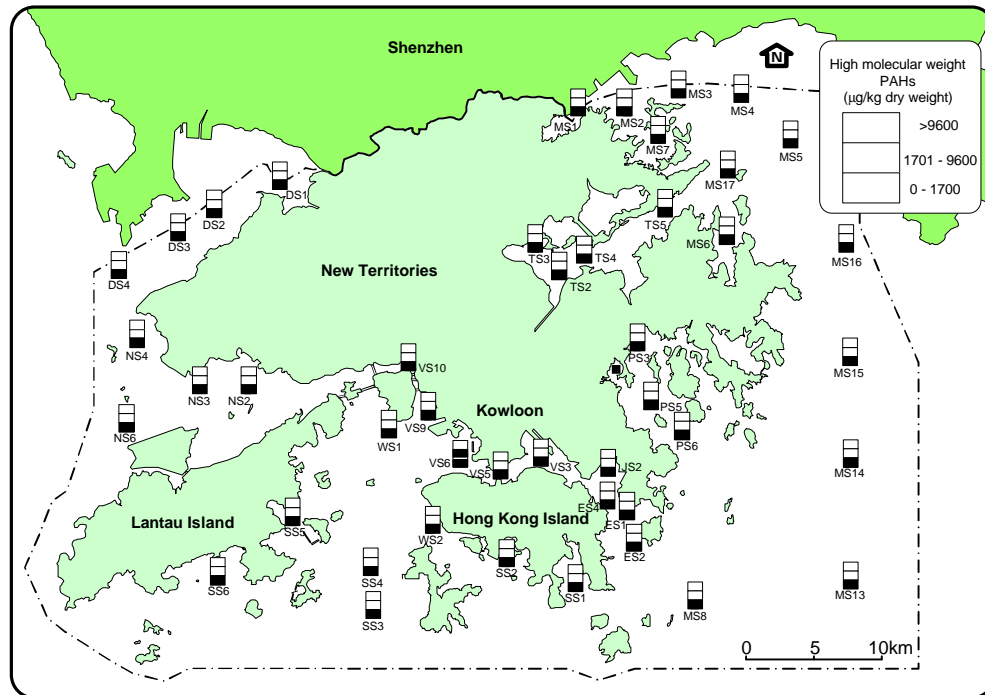 Shenzhen
N
High molecular weight
PAHs
(µg/kg dry weight)
>9600
1701 - 9600
0 - 1700
MS1
MS2
MS3
MS4
MS5
MS7
MS17
DS1
DS2
DS3
DS4
TS5
MS6
MS16
TS3
TS4
TS2
New Territories
NS4
PS3
MS15
VS10
NS3
NS2
PS5
Kowloon
VS9
NS6
WS1
PS6
VS6
VS5
VS3
JS2
MS14
Lantau Island
SS5
Hong Kong Island
ES4
ES1
WS2
ES2
SS6
SS4
SS2
SS1
MS13
SS3
MS8
0 5 10km